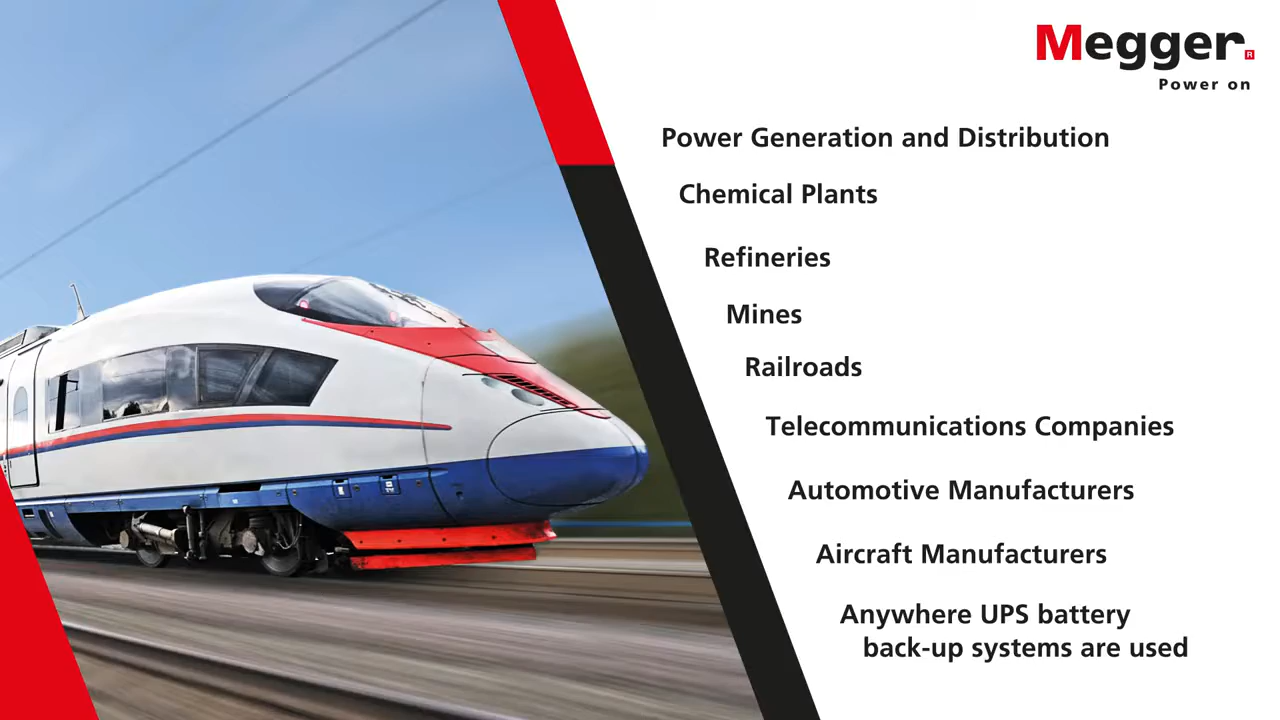 Megger®
Power on
Power Generation and Distribution
Chemical Plants
Refineries
Mines
Railroads
Telecommunications Companies
Automotive Manufacturers
Aircraft Manufacturers
Anywhere UPS battery
back-up systems are used